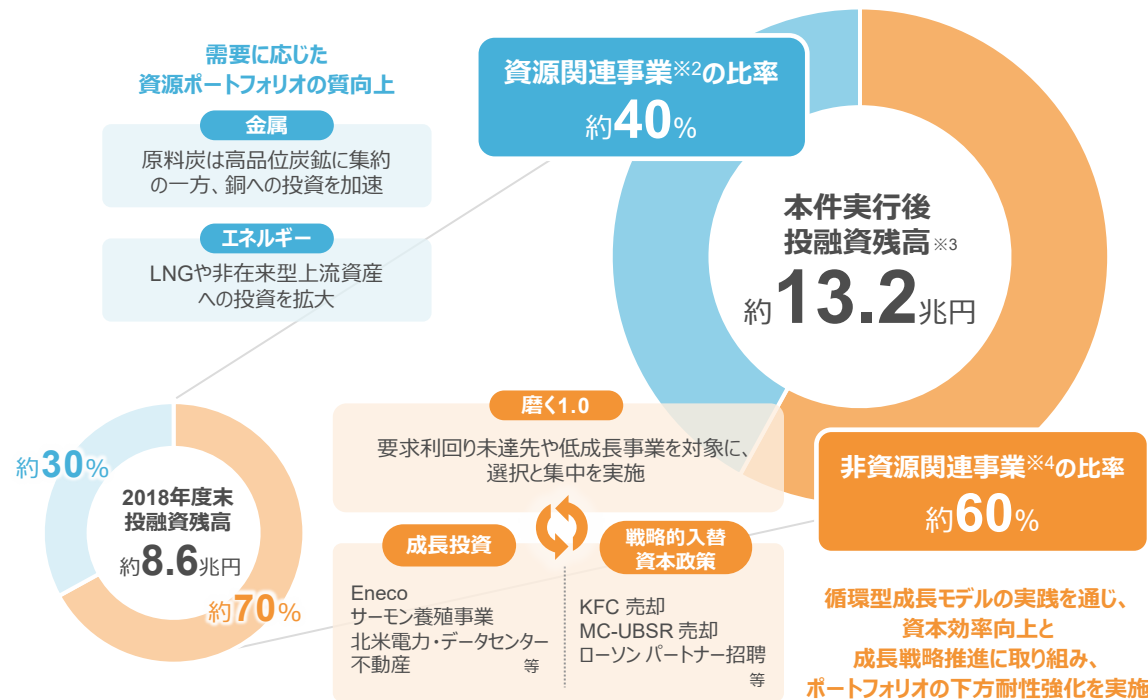 需要に応じた
資源ポートフォリオの質向上
金属
原料炭は高品位炭鉱に集約
の一方、銅への投資を加速
エネルギー
LNGや非在来型上流資産
への投資を拡大
資源関連事業※2の比率
約40%
本件実行後
投融資残高※3
約13.2兆円
約30%
2018年度末
投融資残高
約8.6兆円
約70%
磨く1.0
要求利回り未達先や低成長事業を対象に、
選択と集中を実施
成長投資
Eneco
サーモン養殖事業
北米電力・データセンター
不動産 等
戦略的入替
資本政策
KFC 売却
MC-UBSR 売却
ローソン パートナー招聘
等
非資源関連事業※4の比率
約60%
循環型成長モデルの実践を通じ、
資本効率向上と
成長戦略推進に取り組み、
ポートフォリオの下方耐性強化を実施